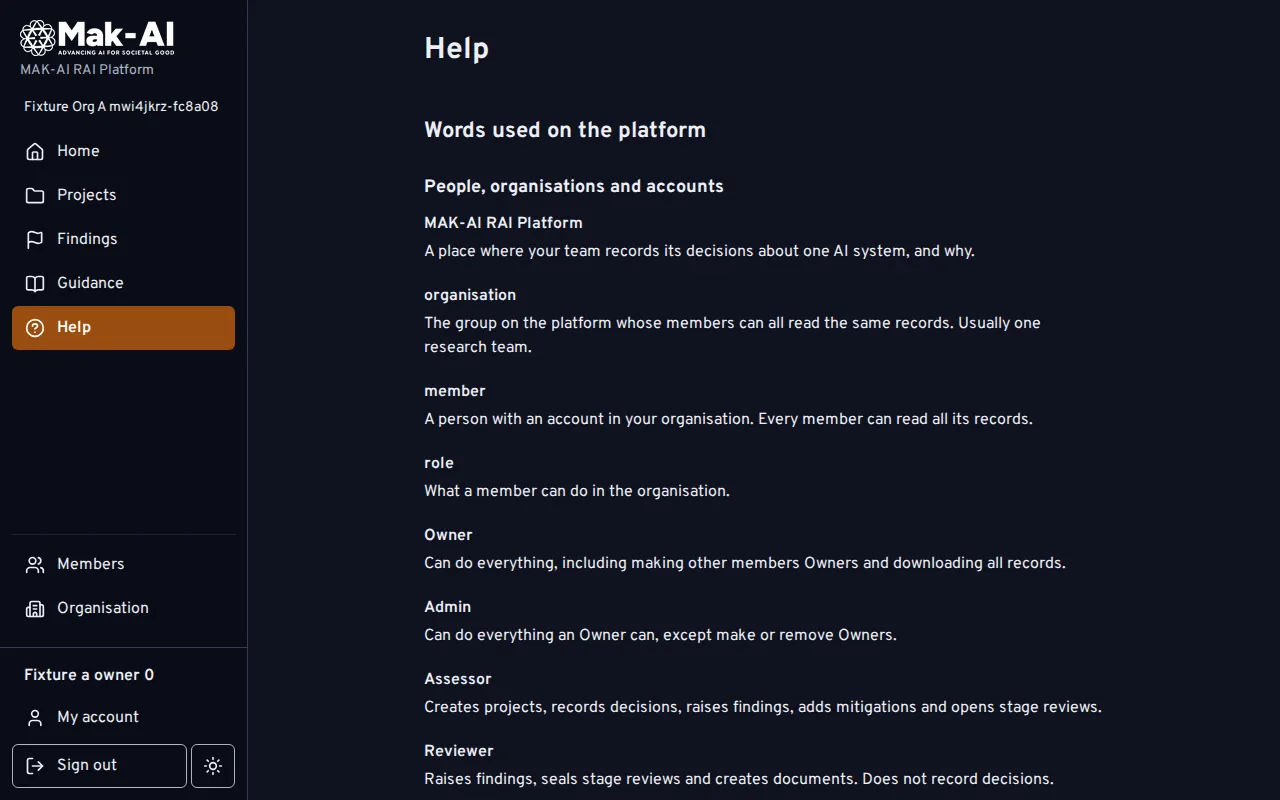 Mak-AI
ADVANCING AI FOR SOCIETAL GOOD
MAK-AI RAI Platform
Fixture Org A mwi4jkrz-fc8a08
Home
Projects
Findings
Guidance
Help
Members
Organisation
Fixture a owner 0
My account
Sign out
Help
Words used on the platform
People, organisations and accounts
MAK-AI RAI Platform
A place where your team records its decisions about one AI system, and why.
organisation
The group on the platform whose members can all read the same records. Usually one
research team.
member
A person with an account in your organisation. Every member can read all its records.
role
What a member can do in the organisation.
Owner
Can do everything, including making other members Owners and downloading all records.
Admin
Can do everything an Owner can, except make or remove Owners.
Assessor
Creates projects, records decisions, raises findings, adds mitigations and opens stage reviews.
Reviewer
Raises findings, seals stage reviews and creates documents. Does not record decisions.